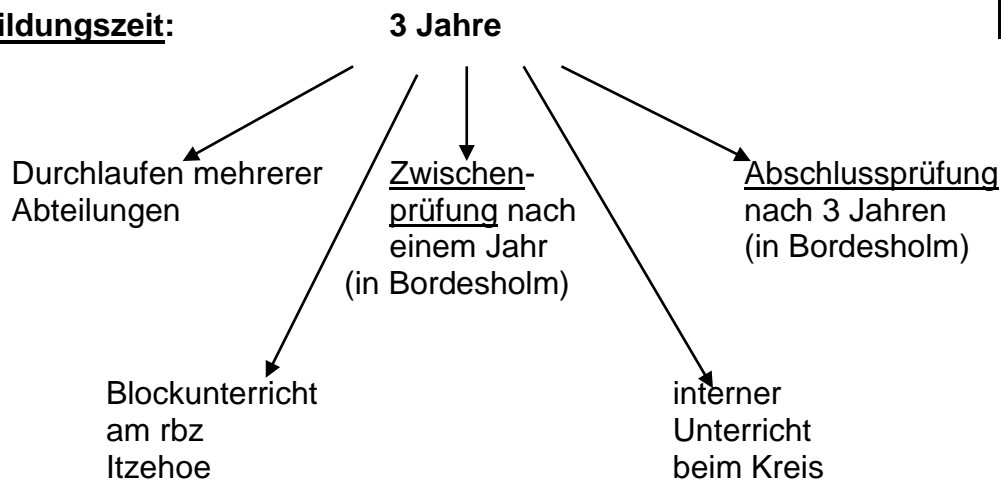 ildungszeit: 3 Jahre
Durchlaufen mehrerer
Abteilungen
Zwischen-
prüfung nach
einem Jahr
(in Bordesholm)
Abschlussprüfung
nach 3 Jahren
(in Bordesholm)
Blockunterricht
am rbz
Itzehoe
interner
Unterricht
beim Kreis